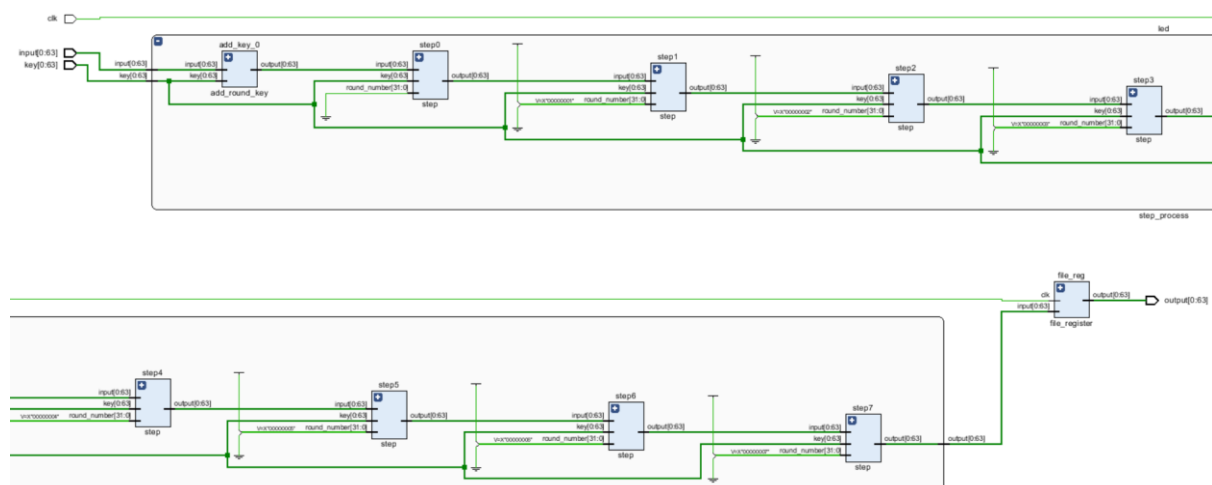 clk
led
input[0:63]
key[0:63]
add_key_0
input[0:63] input[0:63] output[0:63]
key[0:63] key[0:63]
add_round_key
step0
input[0:63] output[0:63]
key[0:63]
round_number[31:0]
step
step1
input[0:63] output[0:63]
key[0:63]
round_number[31:0]
step
step2
input[0:63] output[0:63]
key[0:63]
round_number[31:0]
step
step3
input[0:63] output[0:63]
key[0:63]
round_number[31:0]
step
step_process
file_reg
clk output[0:63] output[0:63]
input[0:63]
file_register
step4
input[0:63] output[0:63]
key[0:63]
round_number[31:0]
step
step5
input[0:63] output[0:63]
key[0:63]
round_number[31:0]
step
step6
input[0:63] output[0:63]
key[0:63]
round_number[31:0]
step
step7
input[0:63] output[0:63] output[0:63]
key[0:63]
round_number[31:0]
step